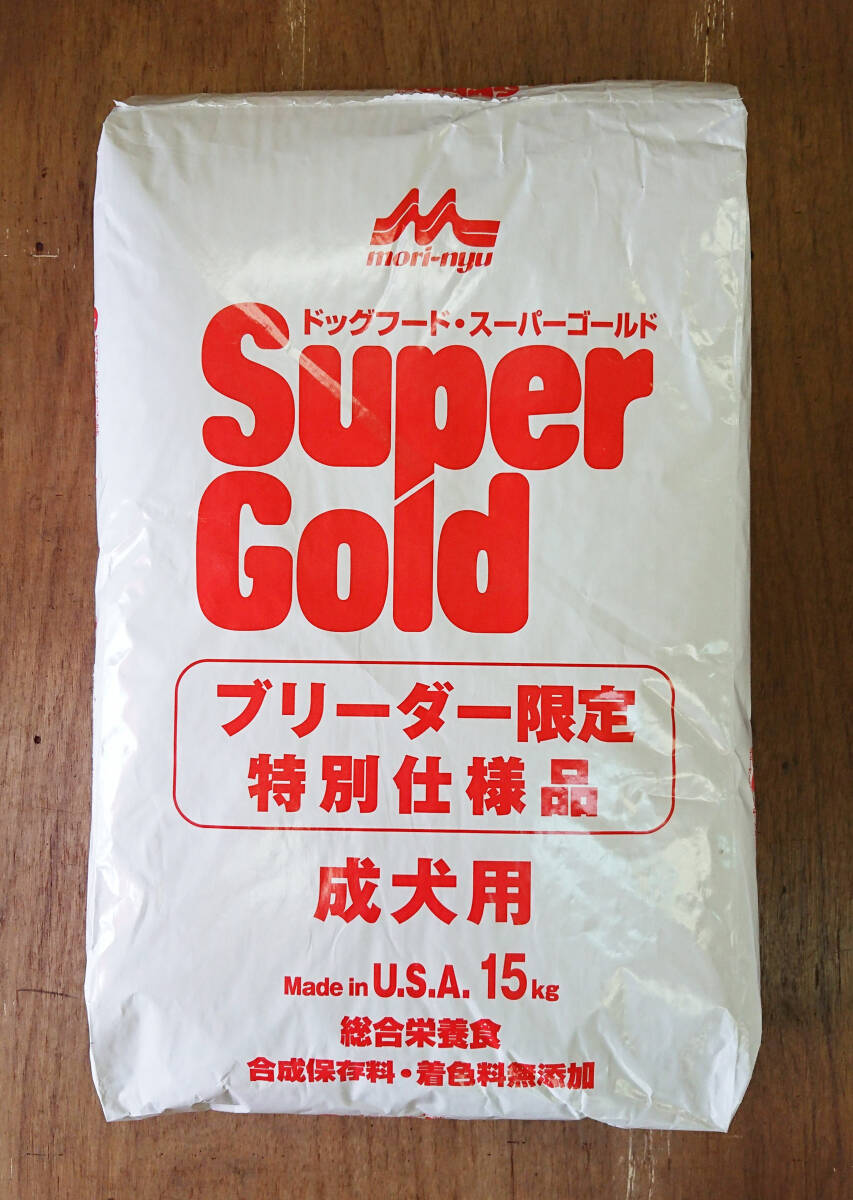 mori-nyu
ドッグフード・スーパーゴールド
Super
Gold
ブリーダー限定
特別仕様品
成犬用
Made in U.S.A. 15kg
総合栄養食
合成保存料・着色料無添加